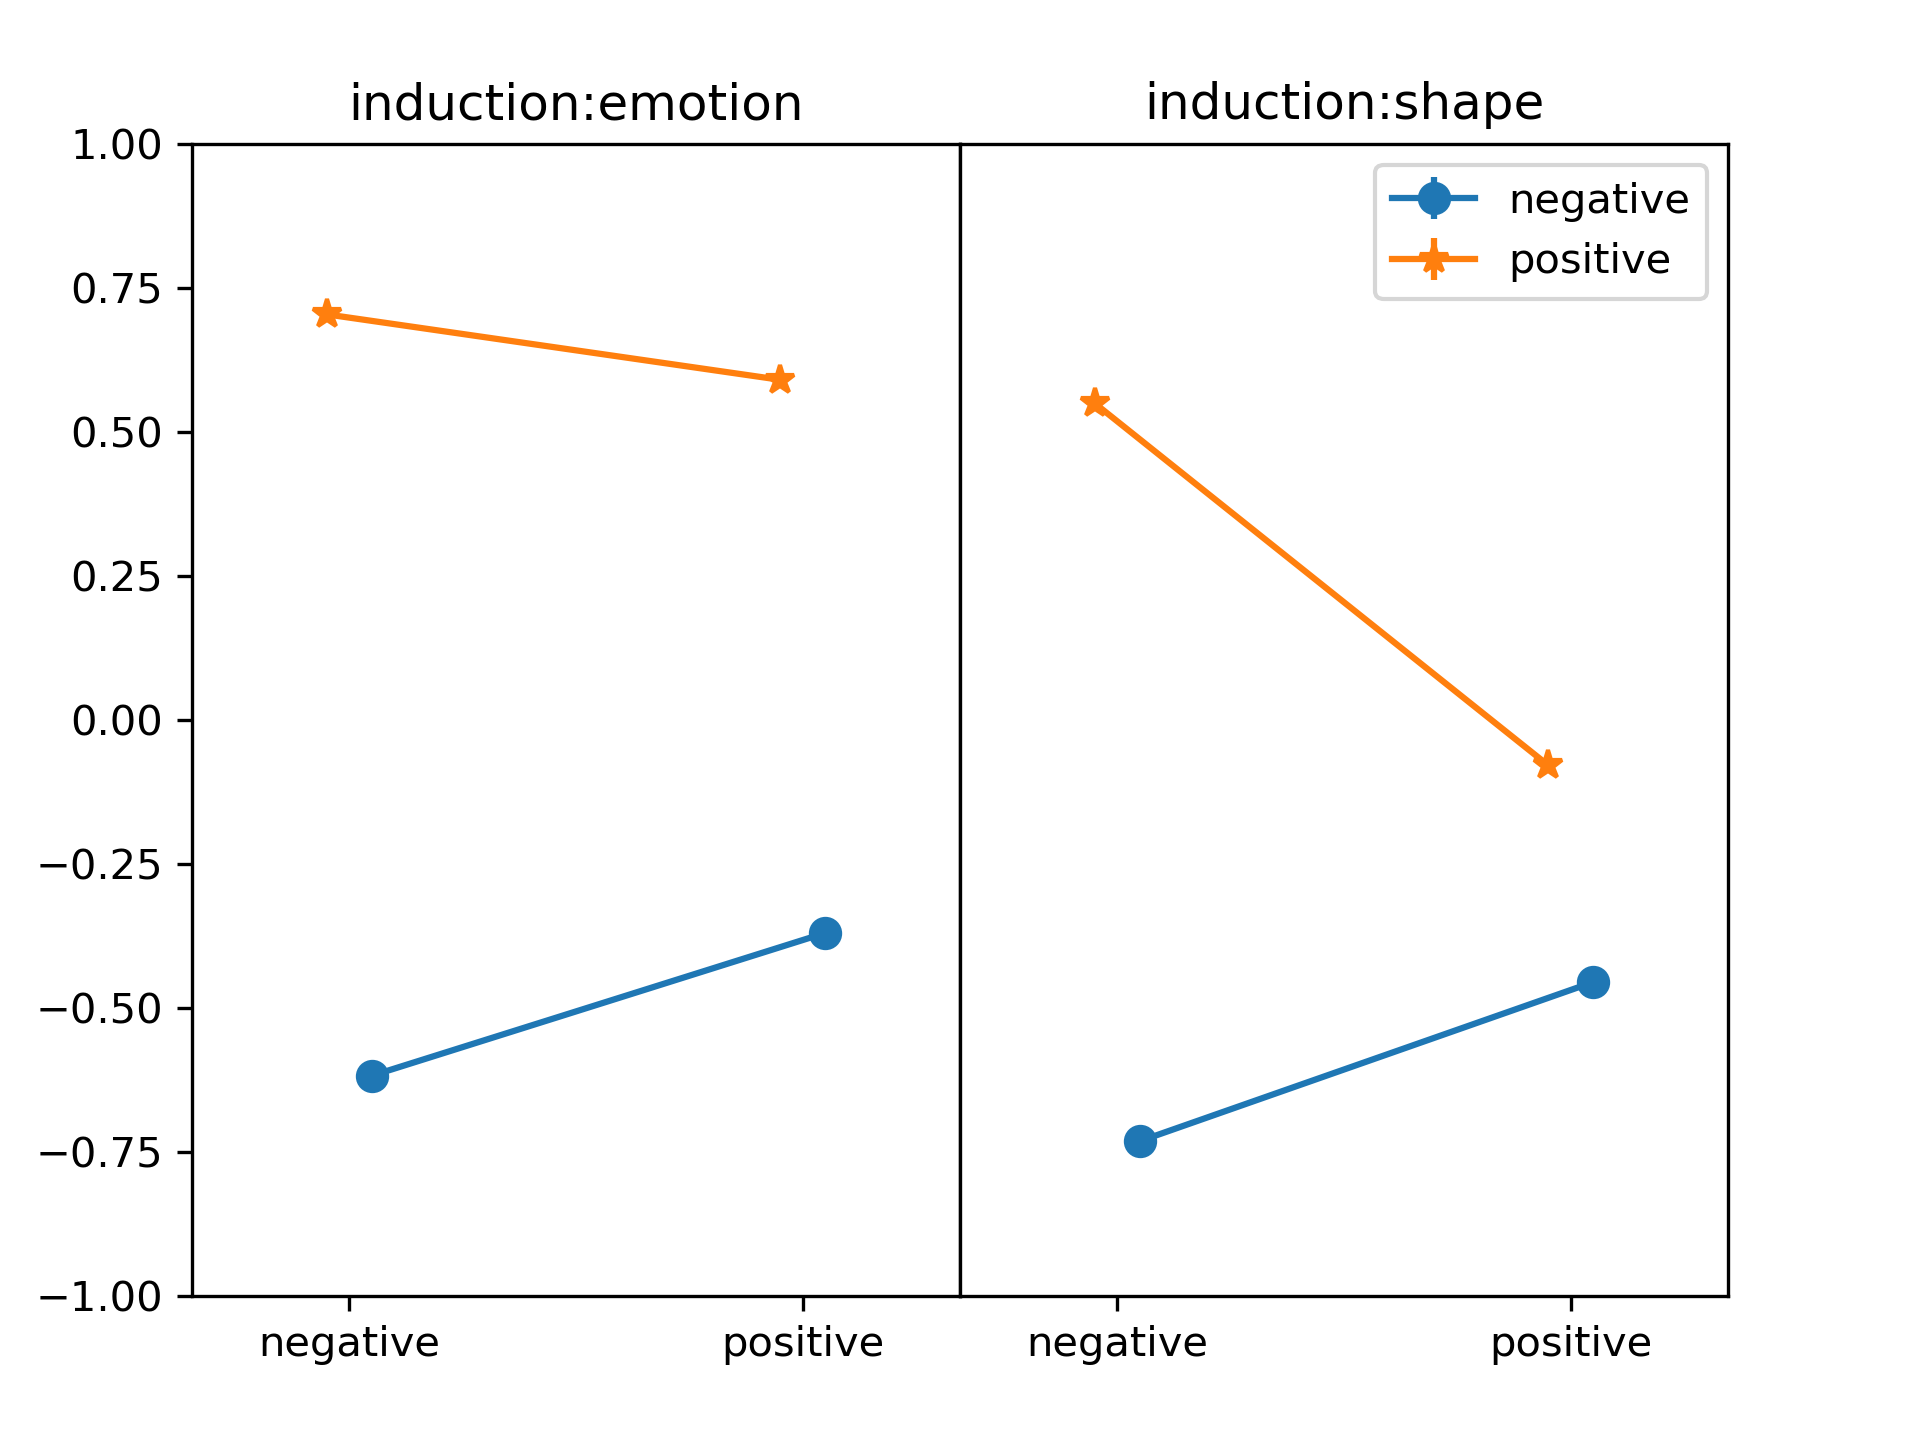 induction:emotion
induction:shape
1.00
0.75
0.50
0.25
0.00
−0.25
−0.50
−0.75
−1.00
negative
positive
negative
positive
negative
positive